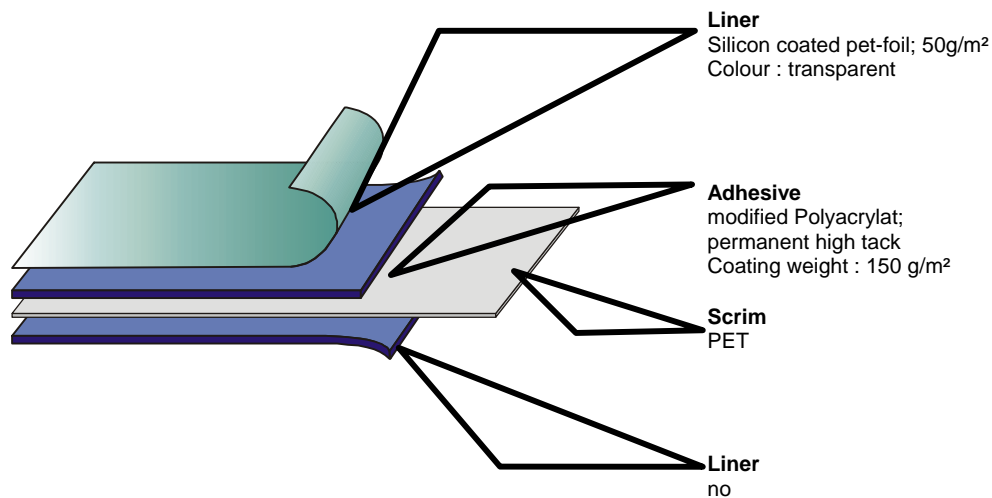 Liner
Silicon coated pet-foil; 50g/m²
Colour : transparent
Adhesive
modified Polyacrylat;
permanent high tack
Coating weight : 150 g/m²
Scrim
PET
Liner
no